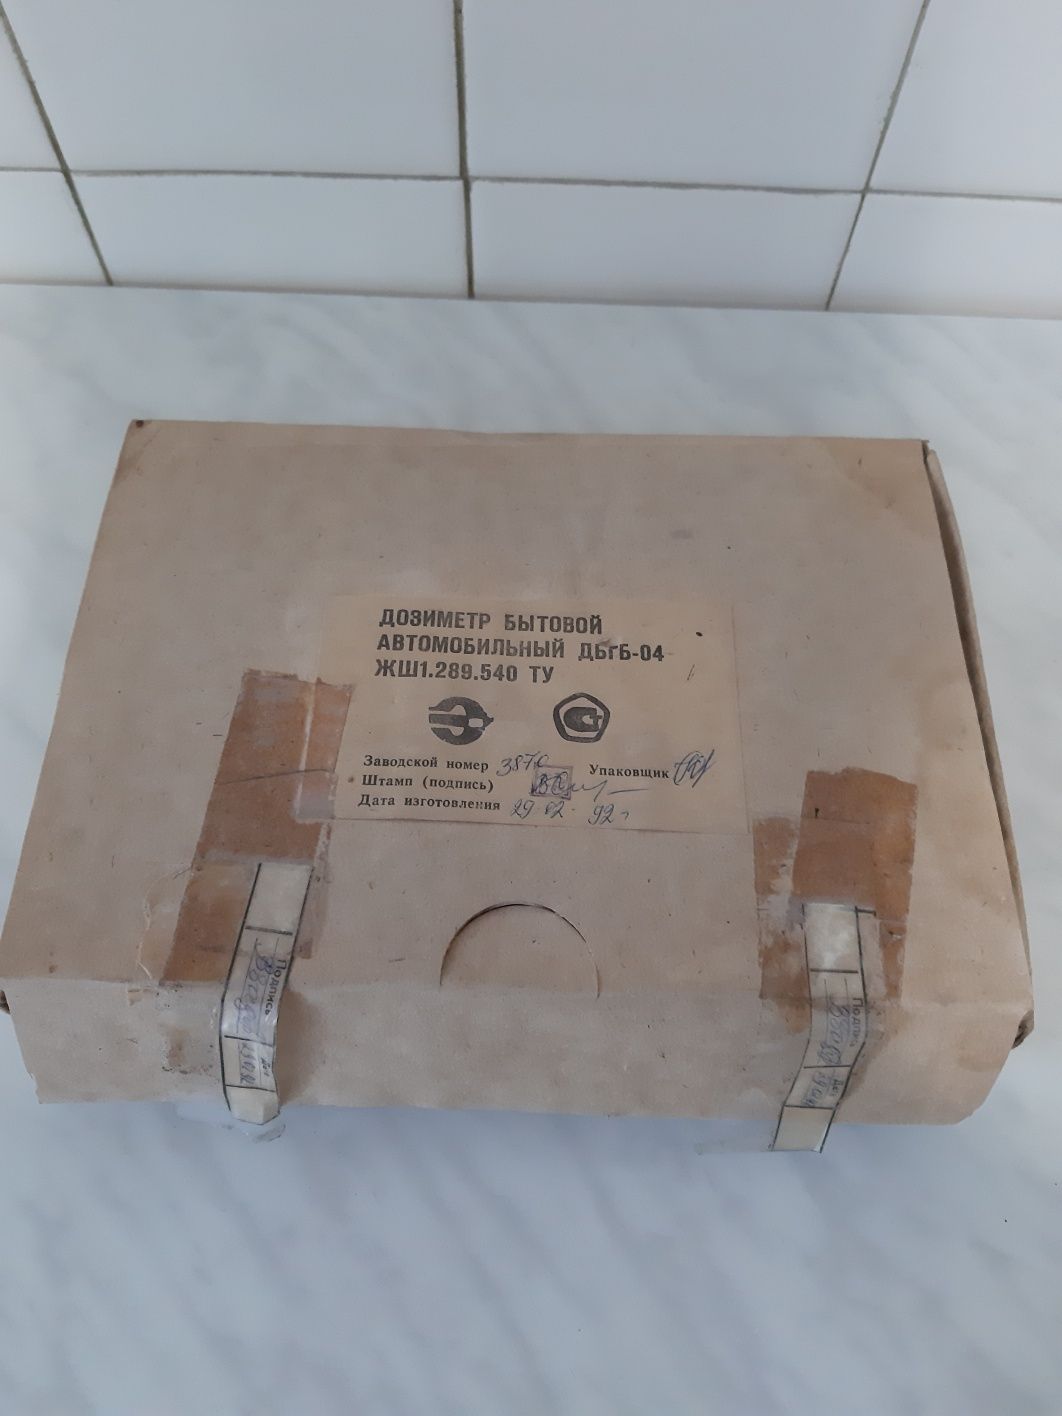 ДОЗИМЕТР БЫТОВОЙ
АВТОМОБИЛЬНЫЙ ДБгБ-04
ЖШ1.289.540 ТУ
Заводской номер 3870 Упаковщик
Штамп (подпись)
Дата изготовления 29.02.92г
Подпись
Подпись